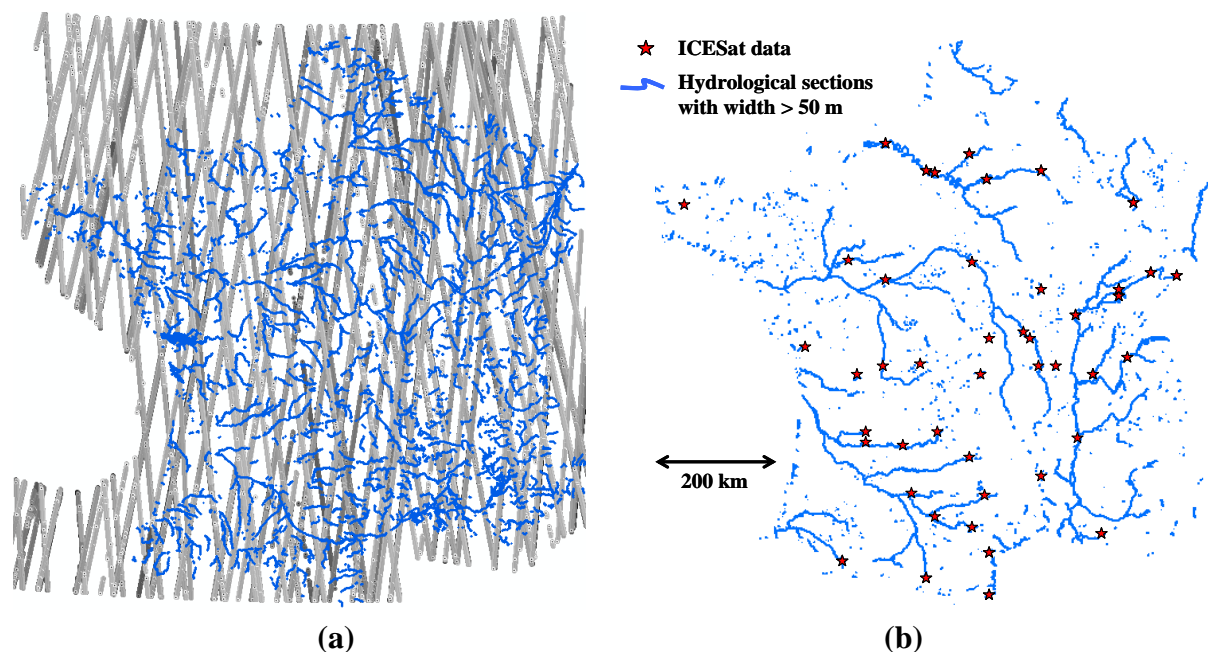 ICESat data
Hydrological sections
with width > 50 m
200 km
(a)
(b)